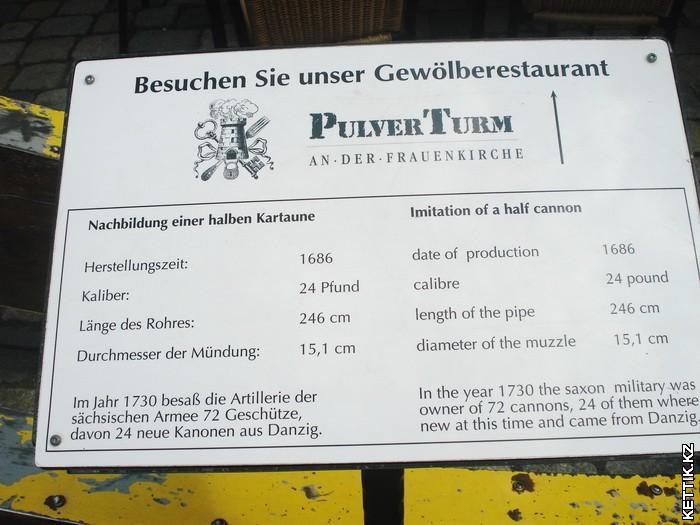 Besuchen Sie unser Gewölberestaurant
PULVERTURM
AN·DER·FRAUENKIRCHE
Nachbildung einer halben Kartaune
Herstellungszeit: 1686
Kaliber: 24 Pfund
Länge des Rohres: 246 cm
Durchmesser der Mündung: 15,1 cm
Im Jahr 1730 besaß die Artillerie der
sächsischen Armee 72 Geschütze,
davon 24 neue Kanonen aus Danzig.
Imitation of a half cannon
date of production 1686
calibre 24 pound
length of the pipe 246 cm
diameter of the muzzle 15,1 cm
In the year 1730 the saxon military was
owner of 72 cannons, 24 of them where
new at this time and came from Danzig.
KETTIK.KZ